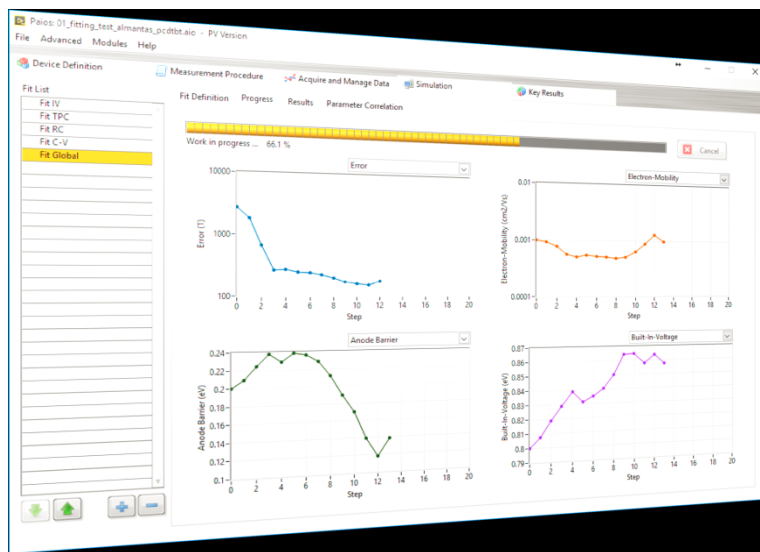 Paios: 01_fitting_test_almantas_pcdtbt.aio - PV Version
File Advanced Modules Help
Device Definition Measurement Procedure Acquire and Manage Data Simulation Key Results
Fit List
Fit IV
Fit TPC
Fit RC
Fit C-V
Fit Global
Fit Definition Progress Results Parameter Correlation
Work in progress ... 66.1 %
Cancel
Error
10000
1000
100
Error (1)
0 2 4 6 8 10 12 14 16 18 20
Step
Electron-Mobility
0.01
0.001
0.0001
Electron-Mobility (cm2/Vs)
0 2 4 6 8 10 12 14 16 18 20
Step
Anode Barrier
0.24
0.22
0.2
0.18
0.16
0.14
0.12
0.1
Anode Barrier (eV)
0 2 4 6 8 10 12 14 16 18 20
Step
Built-In-Voltage
0.87
0.86
0.85
0.84
0.83
0.82
0.81
0.8
0.79
Built-In-Voltage (eV)
0 2 4 6 8 10 12 14 16 18 20
Step